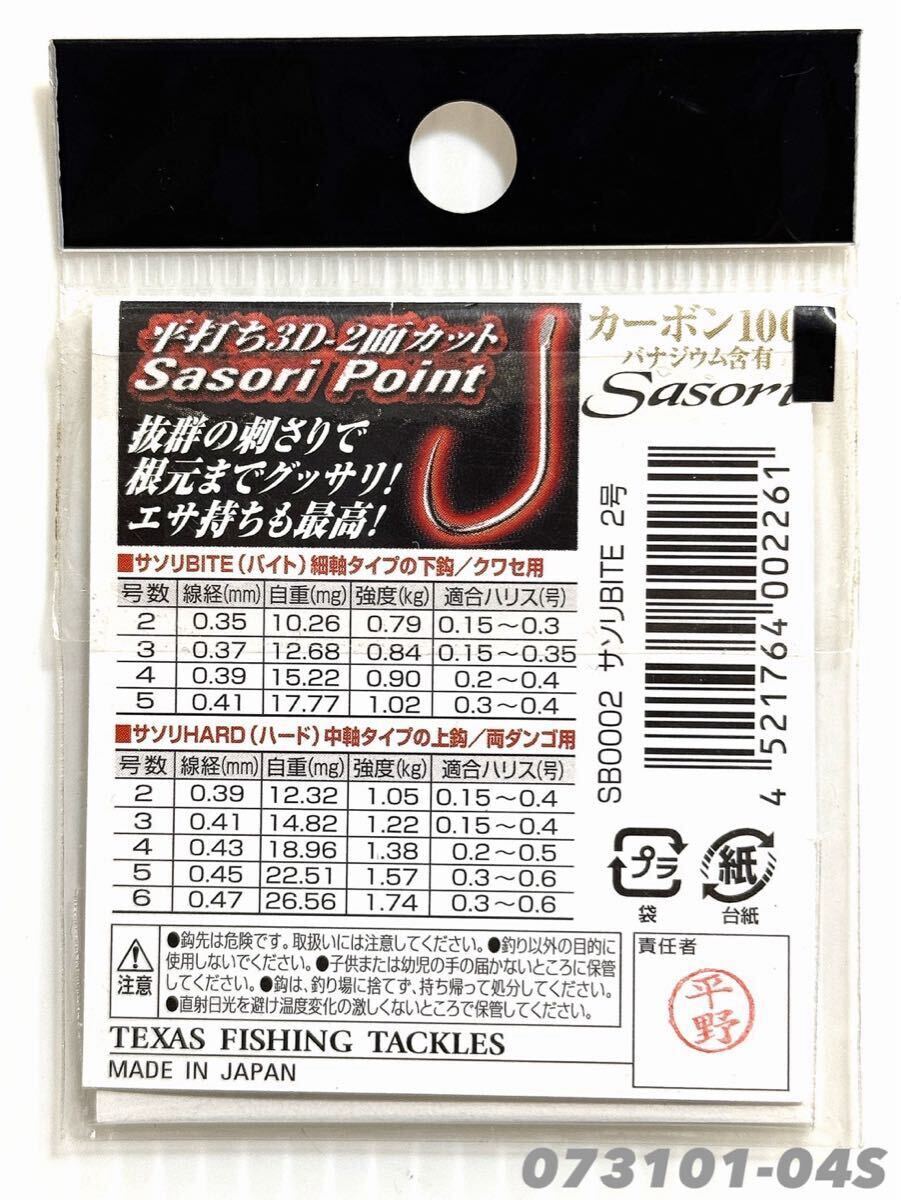 平打ち3D-2面カット
Sasori Point
抜群の刺さりで
根元までグッサリ!
エサ持ちも最高!
カーボン100
バナジウム含有
Sasori
■サソリBITE(バイト)細軸タイプの下鈎/クワセ用
号数 線経(mm) 自重(mg) 強度(kg) 適合ハリス(号)
2 0.35 10.26 0.79 0.15~0.3
3 0.37 12.68 0.84 0.15~0.35
4 0.39 15.22 0.90 0.2~0.4
5 0.41 17.77 1.02 0.3~0.4
■サソリHARD(ハード)中軸タイプの上鈎/両ダンゴ用
号数 線経(mm) 自重(mg) 強度(kg) 適合ハリス(号)
2 0.39 12.32 1.05 0.15~0.4
3 0.41 14.82 1.22 0.15~0.4
4 0.43 18.96 1.38 0.2~0.5
5 0.45 22.51 1.57 0.3~0.6
6 0.47 26.56 1.74 0.3~0.6
SB0002 サソリBITE 2号
4 521764 002261
プラ
袋
紙
台紙
注意
●鈎先は危険です。取扱いには注意してください。●釣り以外の目的に
使用しないでください。●子供または幼児の手の届かないところに保管
してください。●鈎は、釣り場に捨てず、持ち帰って処分してください。
●直射日光を避け温度変化の激しくないところで保管してください。
責任者
平野
TEXAS FISHING TACKLES
MADE IN JAPAN
073101-04S